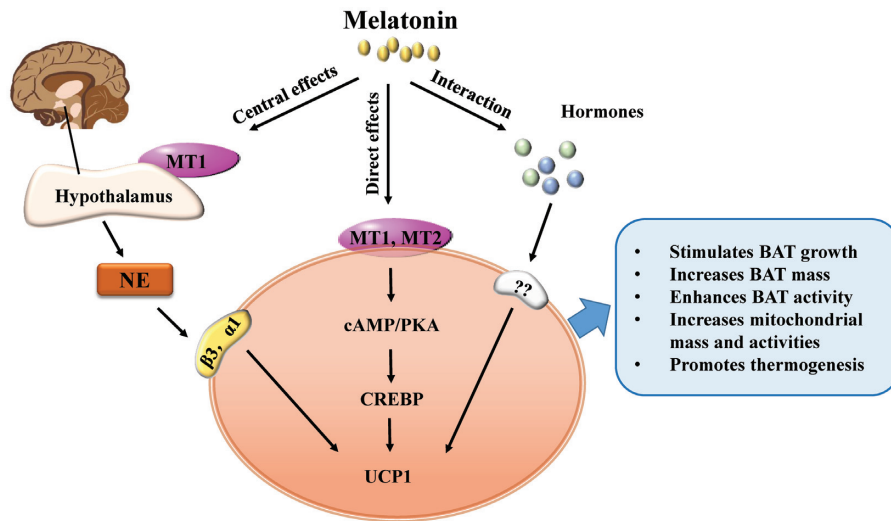 Melatonin
Central effects
Direct effects
Interaction
Hormones
MT1
Hypothalamus
NE
β3, α1
MT1, MT2
cAMP/PKA
CREBP
UCP1
??
• Stimulates BAT growth
• Increases BAT mass
• Enhances BAT activity
• Increases mitochondrial
mass and activities
• Promotes thermogenesis